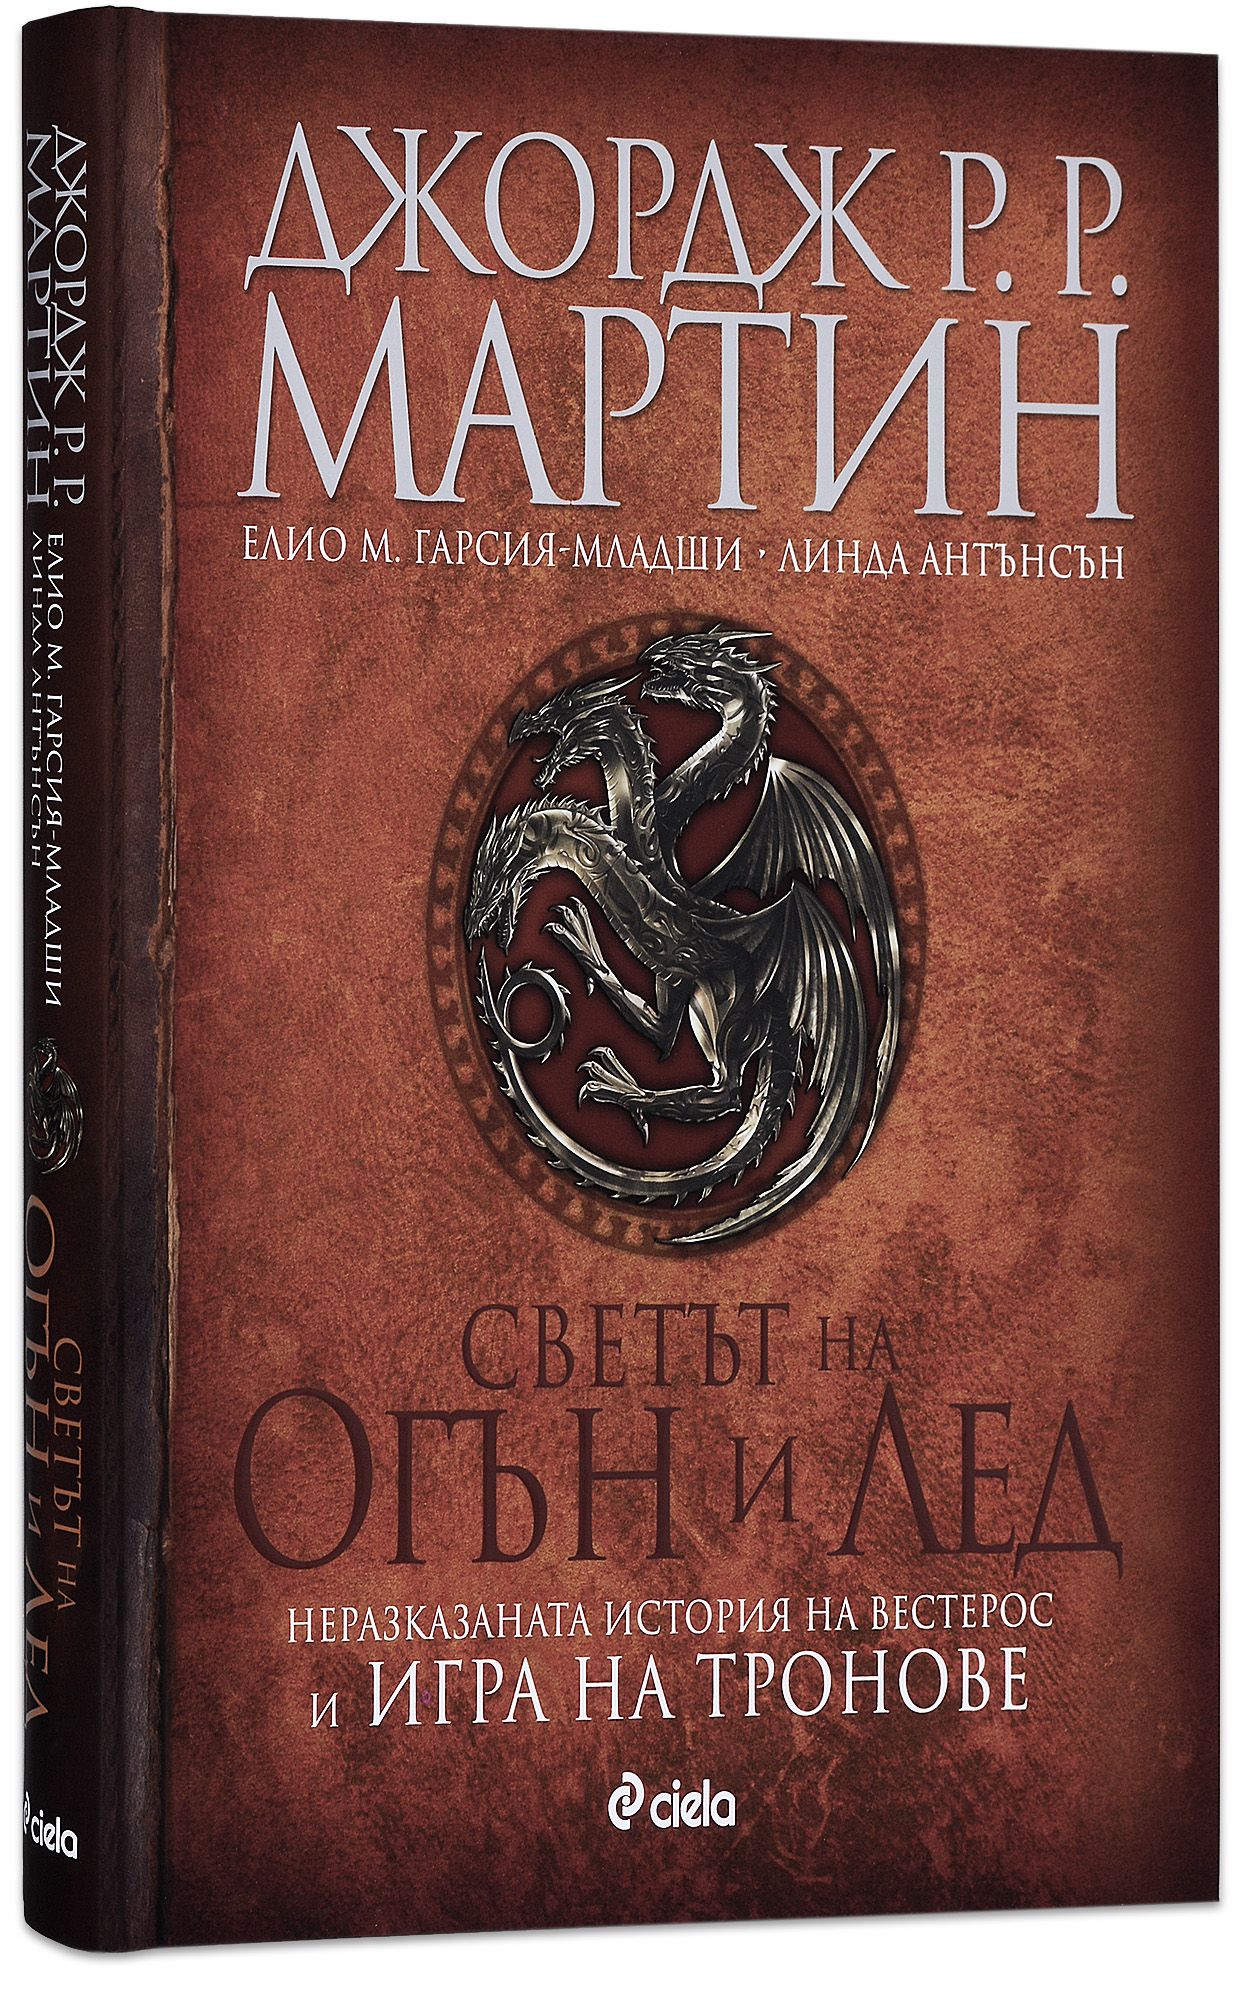 ДЖОРДЖ Р. Р.
МАРТИН
ЕЛИО М. ГАРСИЯ-МЛАДШИ • ЛИНДА АНТЪНСЪН
СВЕТЪТ НА
ОГЪН И ЛЕД
НЕРАЗКАЗАНАТА ИСТОРИЯ НА ВЕСТЕРОС
И ИГРА НА ТРОНОВЕ
ciela
ДЖОРДЖ Р. Р.
МАРТИН
ЕЛИО М. ГАРСИЯ-МЛАДШИ
ЛИНДА АНТЪНСЪН
СВЕТЪТ НА
ОГЪН И ЛЕД
ciela